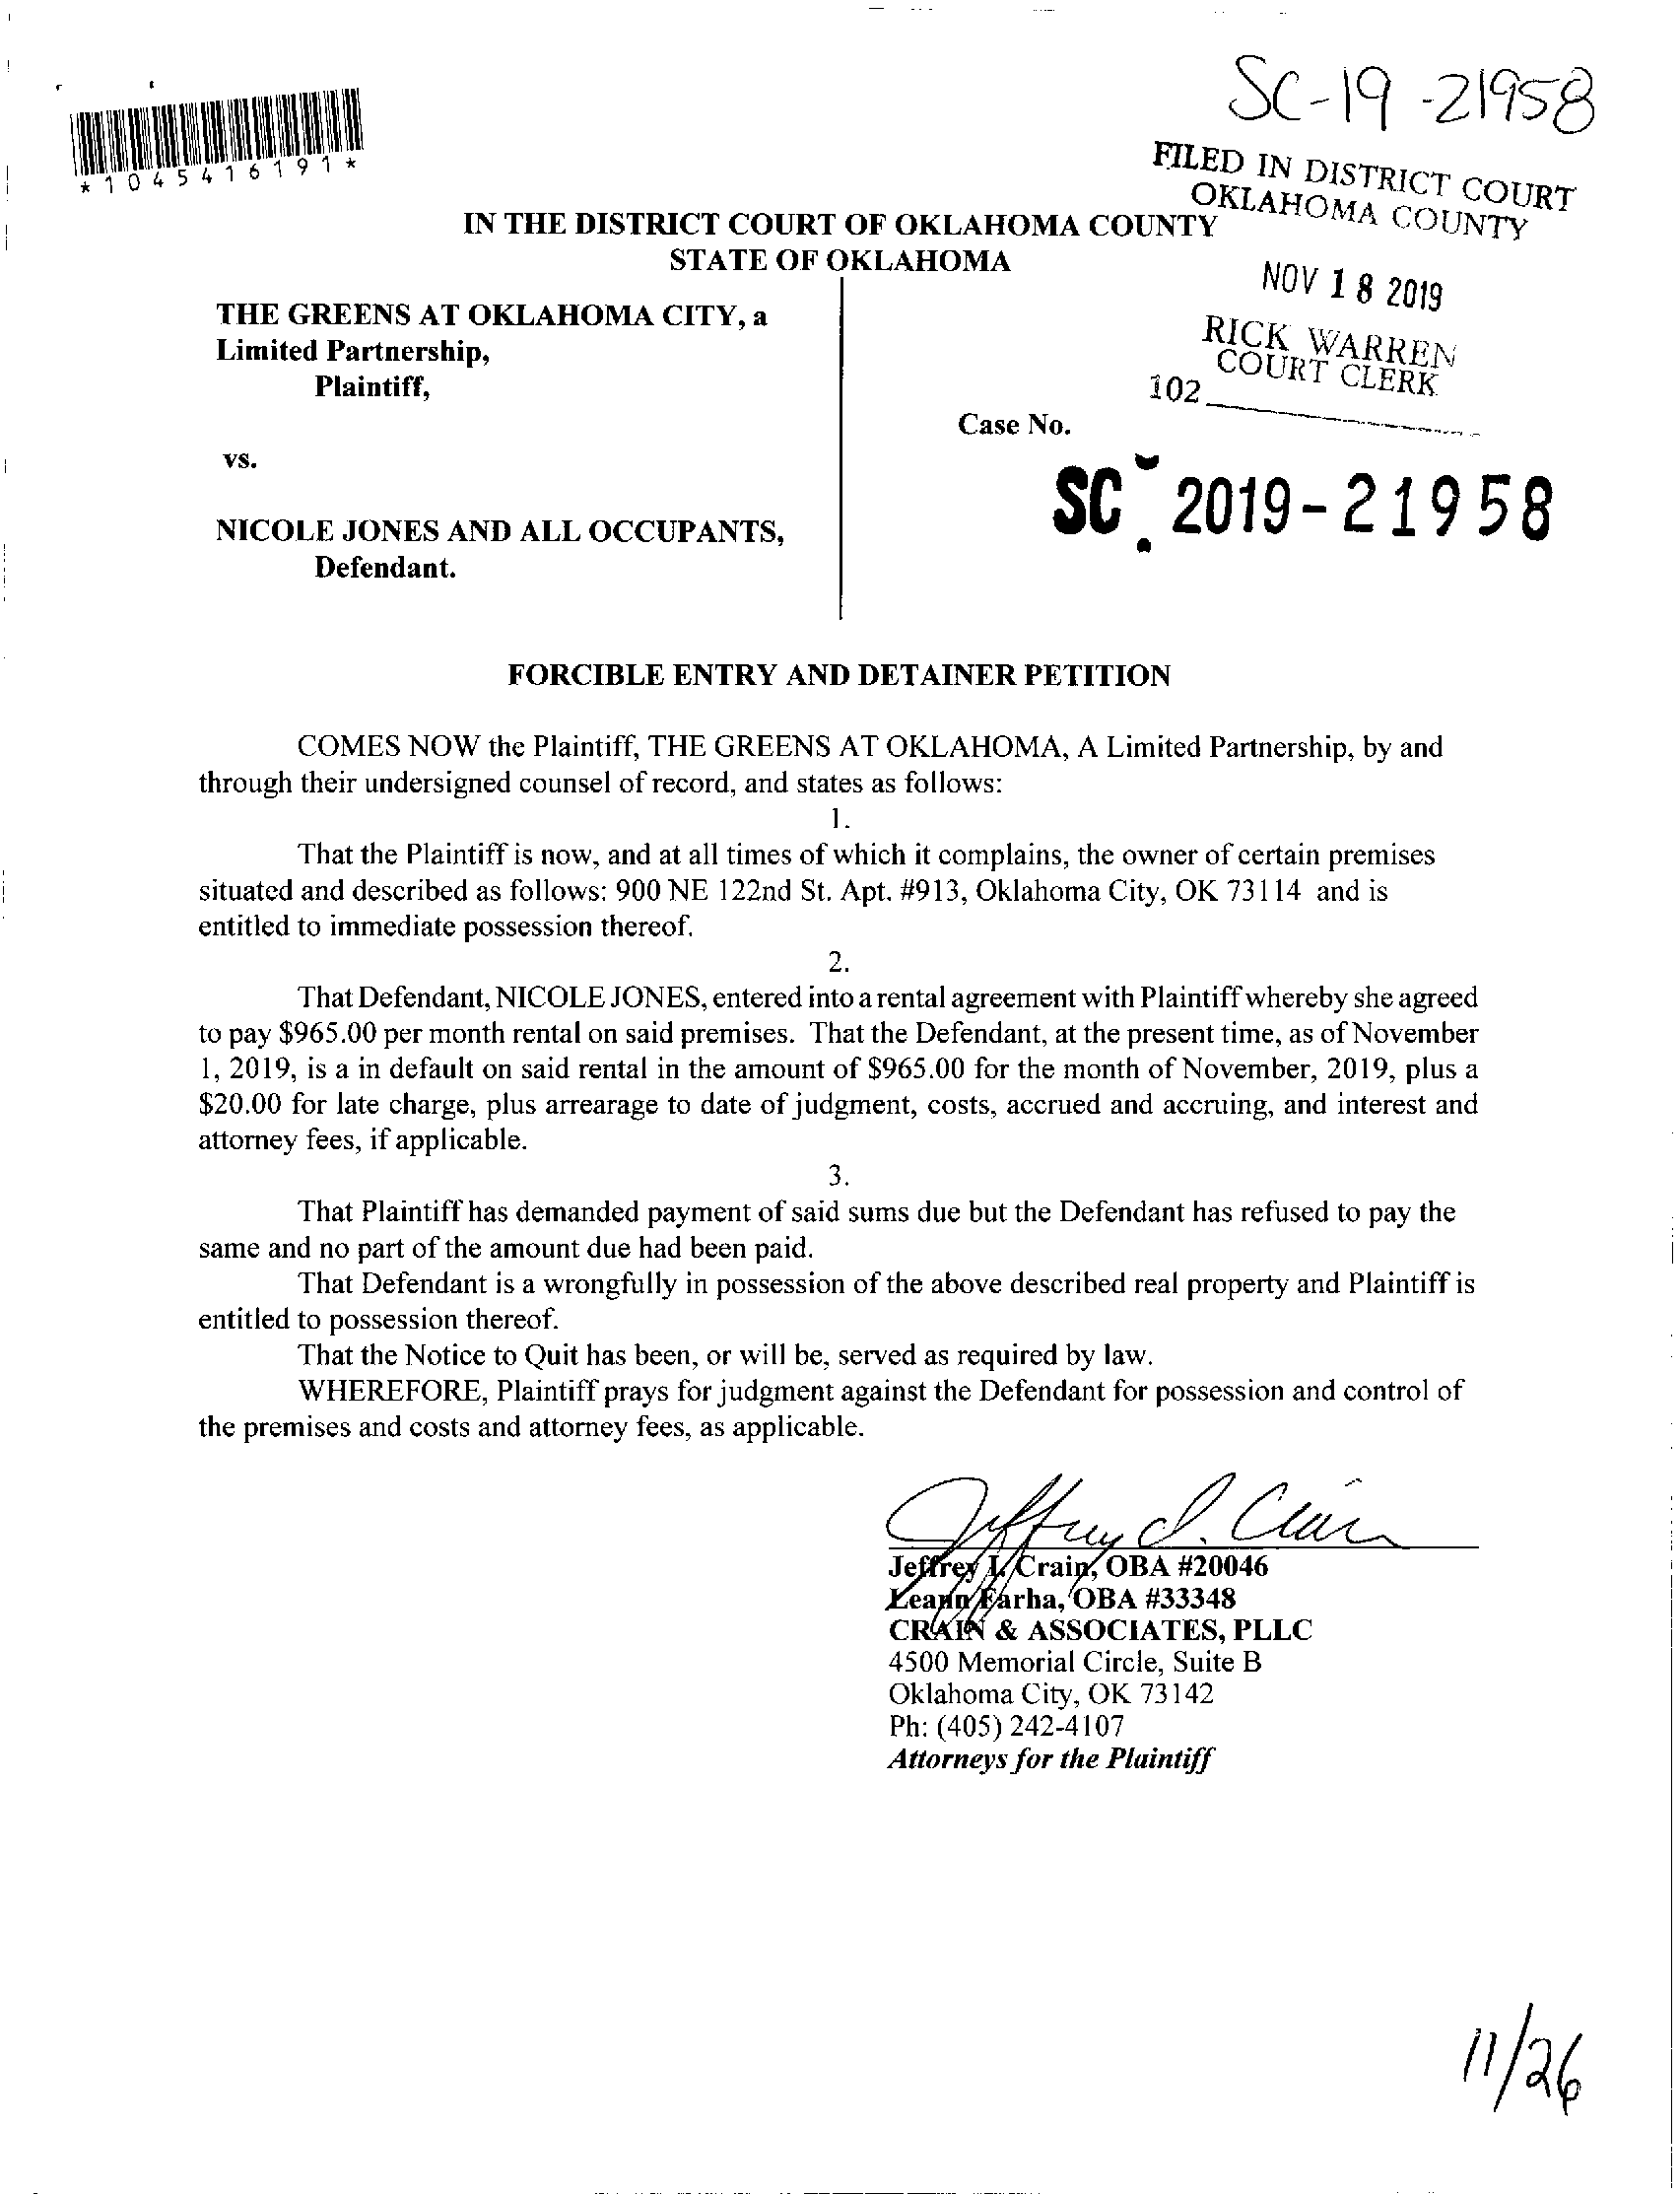 SC-19-21958
*1045416191*
FILED IN DISTRICT COURT
OKLAHOMA COUNTY
IN THE DISTRICT COURT OF OKLAHOMA COUNTY
STATE OF OKLAHOMA
NOV 18 2019
RICK WARREN
COURT CLERK
102
THE GREENS AT OKLAHOMA CITY, a
Limited Partnership,
Plaintiff,
Case No.
vs.
SC 2019-21958
NICOLE JONES AND ALL OCCUPANTS,
Defendant.
FORCIBLE ENTRY AND DETAINER PETITION
COMES NOW the Plaintiff, THE GREENS AT OKLAHOMA, A Limited Partnership, by and
through their undersigned counsel of record, and states as follows:
1.
That the Plaintiff is now, and at all times of which it complains, the owner of certain premises
situated and described as follows: 900 NE 122nd St. Apt. #913, Oklahoma City, OK 73114 and is
entitled to immediate possession thereof.
2.
That Defendant, NICOLE JONES, entered into a rental agreement with Plaintiff whereby she agreed
to pay $965.00 per month rental on said premises. That the Defendant, at the present time, as of November
1, 2019, is a in default on said rental in the amount of $965.00 for the month of November, 2019, plus a
$20.00 for late charge, plus arrearage to date of judgment, costs, accrued and accruing, and interest and
attorney fees, if applicable.
3.
That Plaintiff has demanded payment of said sums due but the Defendant has refused to pay the
same and no part of the amount due had been paid.
That Defendant is a wrongfully in possession of the above described real property and Plaintiff is
entitled to possession thereof.
That the Notice to Quit has been, or will be, served as required by law.
WHEREFORE, Plaintiff prays for judgment against the Defendant for possession and control of
the premises and costs and attorney fees, as applicable.
Jeffrey I. Crain, OBA #20046
Leann Farha, OBA #33348
CRAIN & ASSOCIATES, PLLC
4500 Memorial Circle, Suite B
Oklahoma City, OK 73142
Ph: (405) 242-4107
Attorneys for the Plaintiff
11/26